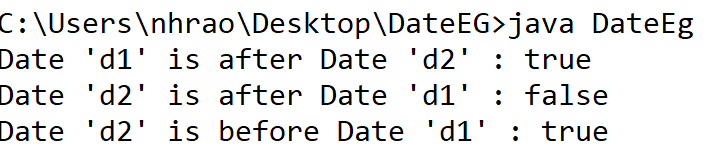 C:\Users\nhrao\Desktop\DateEG>java DateEg
Date 'd1' is after Date 'd2' : true
Date 'd2' is after Date 'd1' : false
Date 'd2' is before Date 'd1' : true